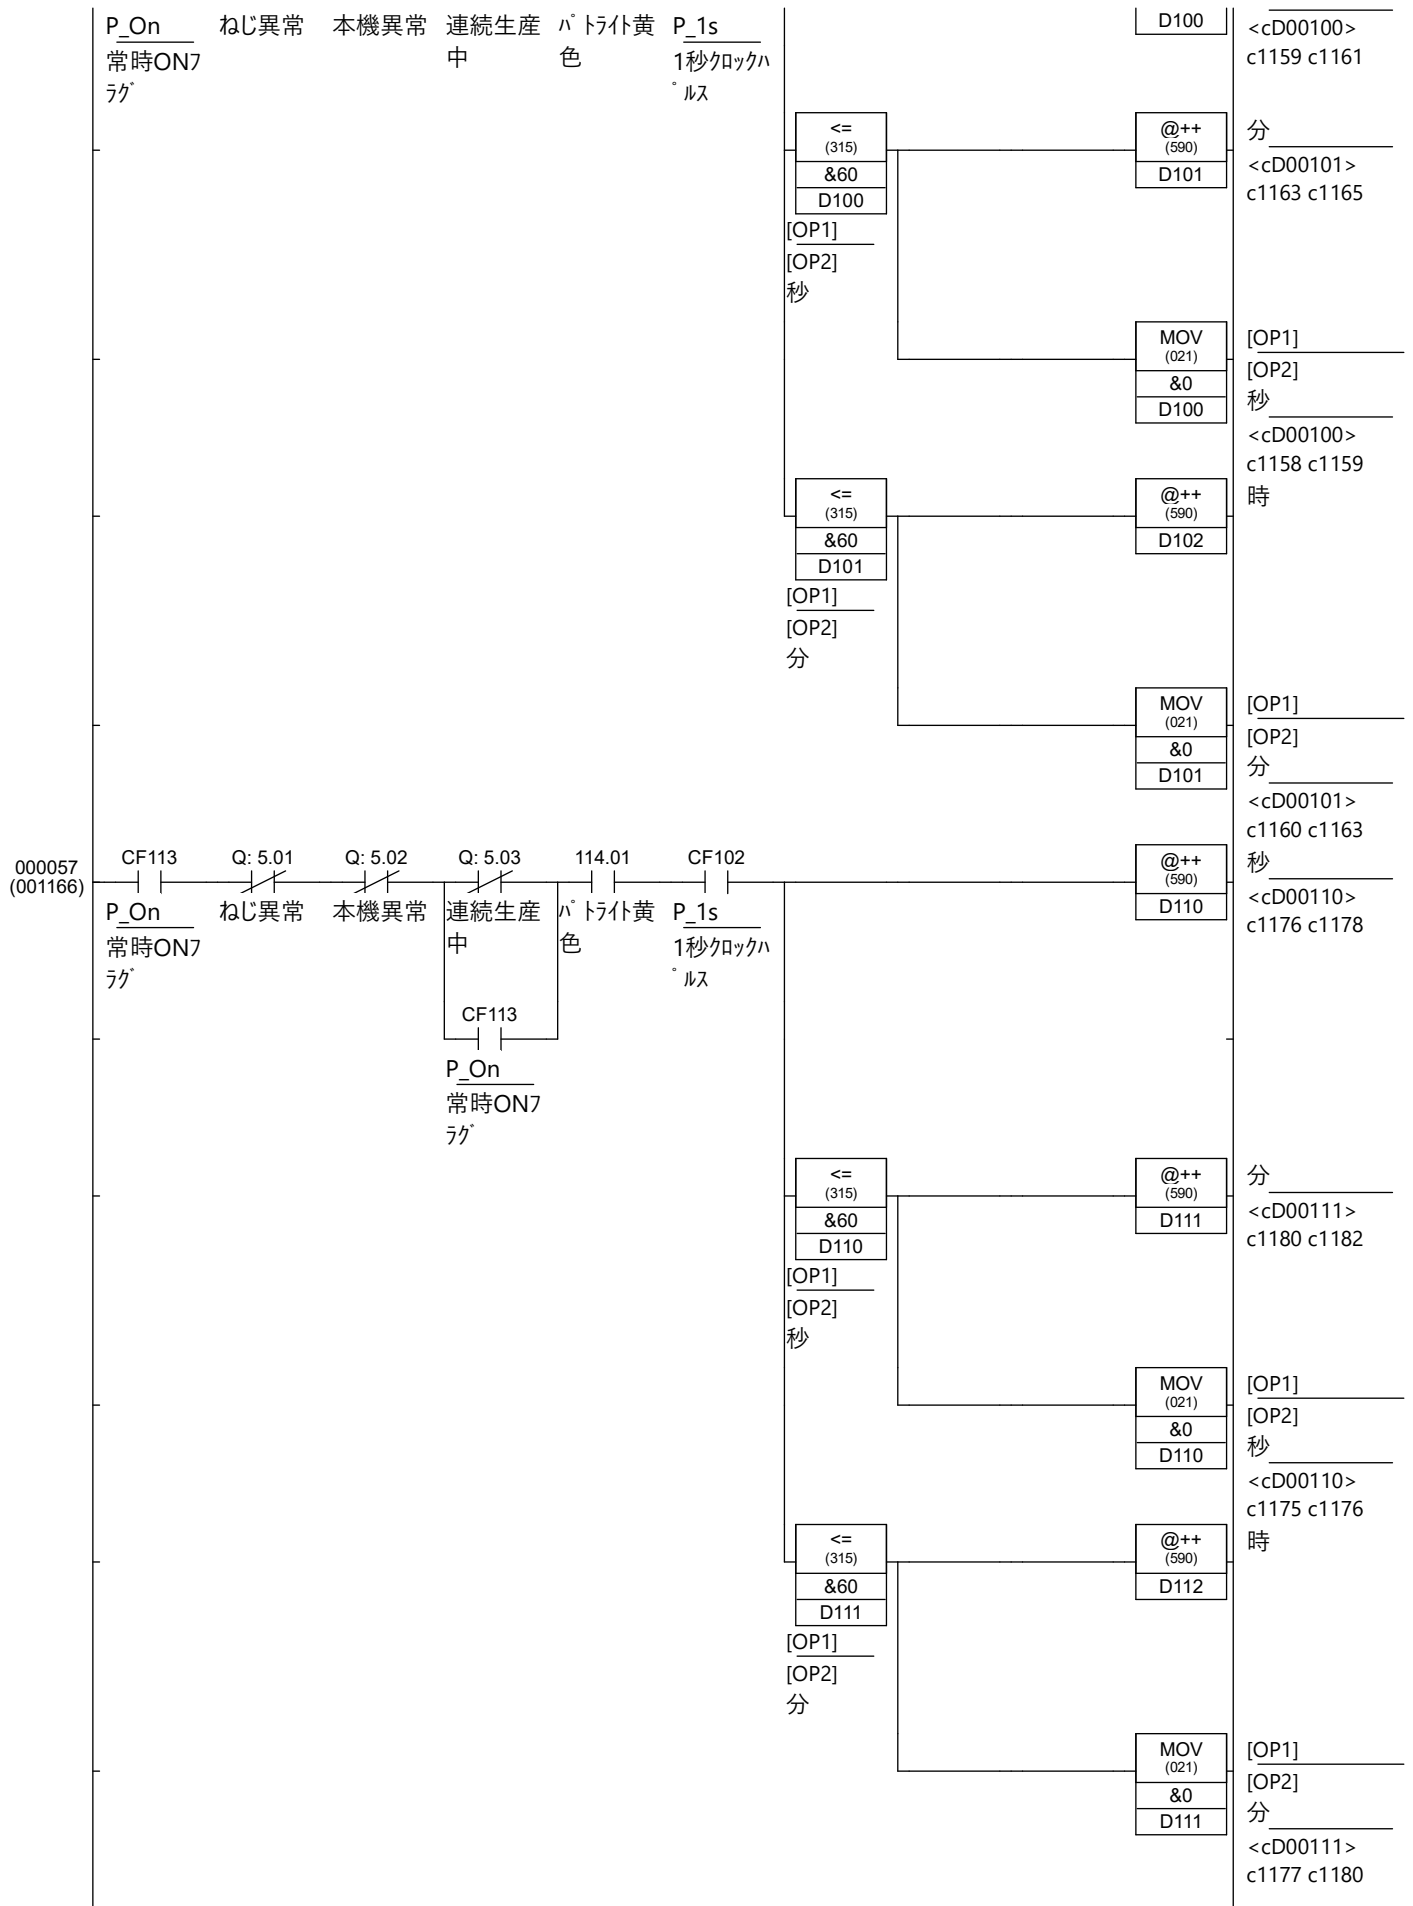 D100
P_On ねじ異常 本機異常 連続生産 パトライト黄 P_1s <cD00100>
常時ONフ 中 色 1秒クロックハ c1159 c1161
ラグ ゚ルス
<= @++ 分
(315) (590)
&60 D101 <cD00101>
D100 c1163 c1165
[OP1]
[OP2]
秒
MOV [OP1]
(021) [OP2]
&0 秒
D100 <cD00100>
c1158 c1159
<= @++ 時
(315) (590)
&60 D102
D101
[OP1]
[OP2]
分
MOV [OP1]
(021) [OP2]
&0 分
D101 <cD00101>
c1160 c1163
000057 CF113 Q: 5.01 Q: 5.02 Q: 5.03 114.01 CF102 @++ 秒
(001166) (590)
P_On ねじ異常 本機異常 連続生産 パトライト黄 P_1s D110 <cD00110>
常時ONフ 中 色 1秒クロックハ c1176 c1178
ラグ ゚ルス
CF113
P_On
常時ONフ
ラグ
<= @++ 分
(315) (590)
&60 D111 <cD00111>
D110 c1180 c1182
[OP1]
[OP2]
秒
MOV [OP1]
(021) [OP2]
&0 秒
D110 <cD00110>
c1175 c1176
<= @++ 時
(315) (590)
&60 D112
D111
[OP1]
[OP2]
分
MOV [OP1]
(021) [OP2]
&0 分
D111 <cD00111>
c1177 c1180